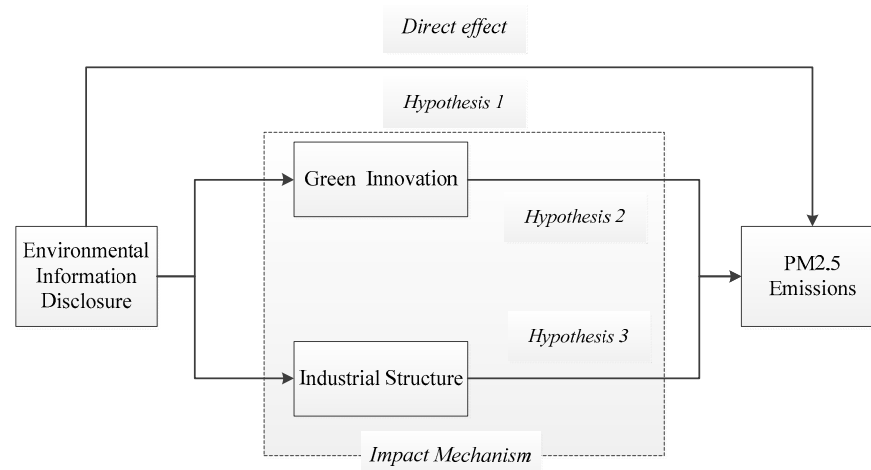 Direct effect
Hypothesis 1
Green Innovation
Hypothesis 2
Environmental
Information
Disclosure
PM2.5
Emissions
Hypothesis 3
Industrial Structure
Impact Mechanism